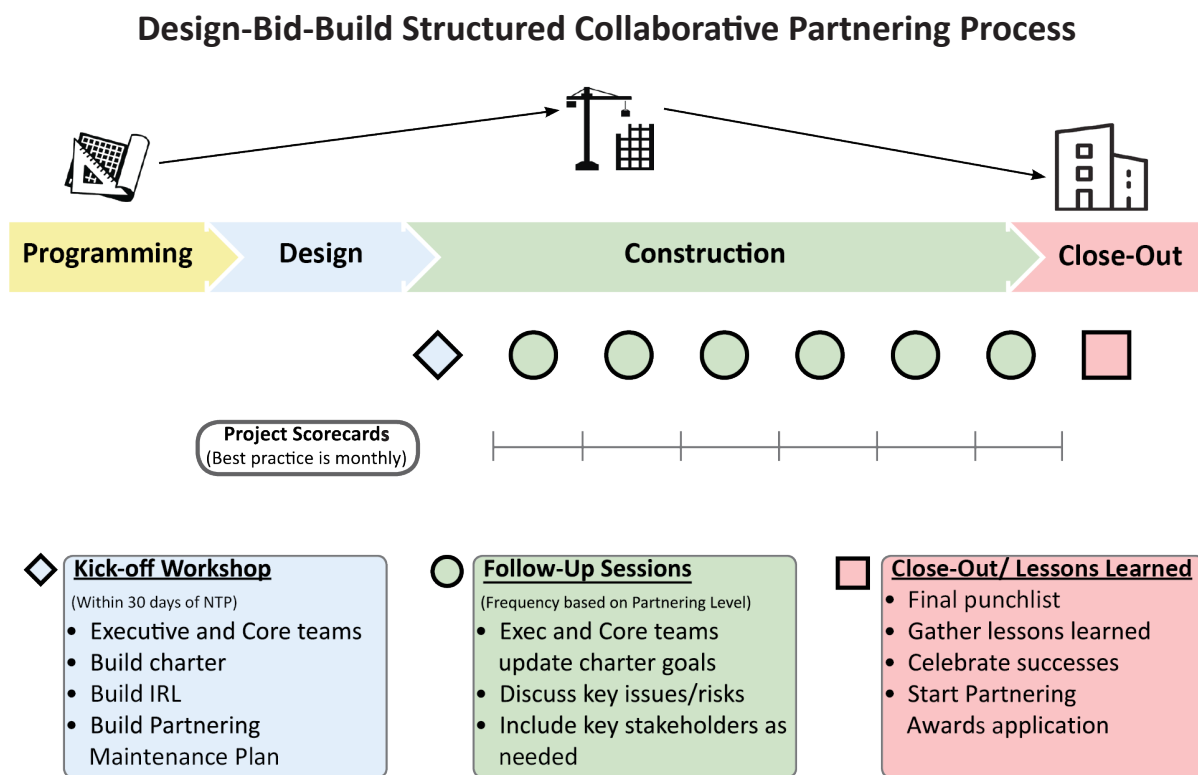 Design-Bid-Build Structured Collaborative Partnering Process
Programming
Design
Construction
Close-Out
Project Scorecards
(Best practice is monthly)
Kick-off Workshop
(Within 30 days of NTP)
• Executive and Core teams
• Build charter
• Build IRL
• Build Partnering
Maintenance Plan
Follow-Up Sessions
(Frequency based on Partnering Level)
• Exec and Core teams
update charter goals
• Discuss key issues/risks
• Include key stakeholders as
needed
Close-Out/ Lessons Learned
• Final punchlist
• Gather lessons learned
• Celebrate successes
• Start Partnering
Awards application